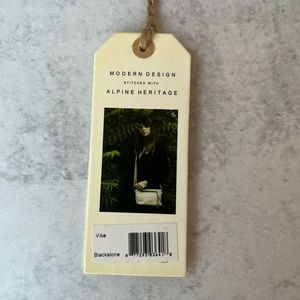 MODERN DESIGN
STITCHED WITH
ALPINE HERITAGE
Vibe
Blackstone